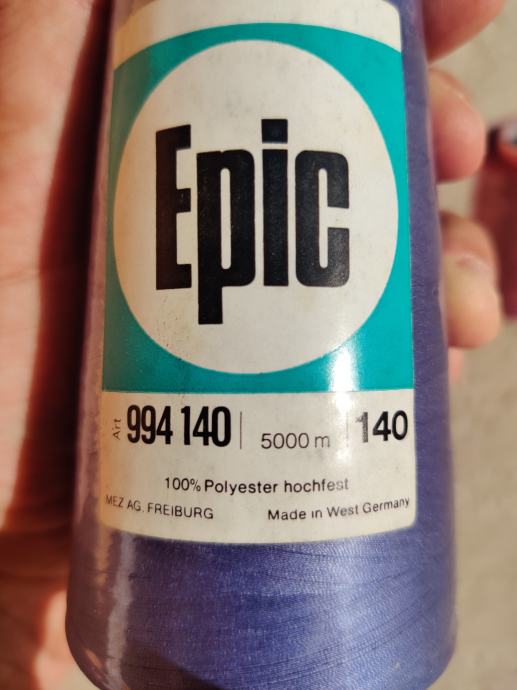 Epic
Art 994 140 5000 m 140
100% Polyester hochfest
MEZ AG. FREIBURG Made in West Germany